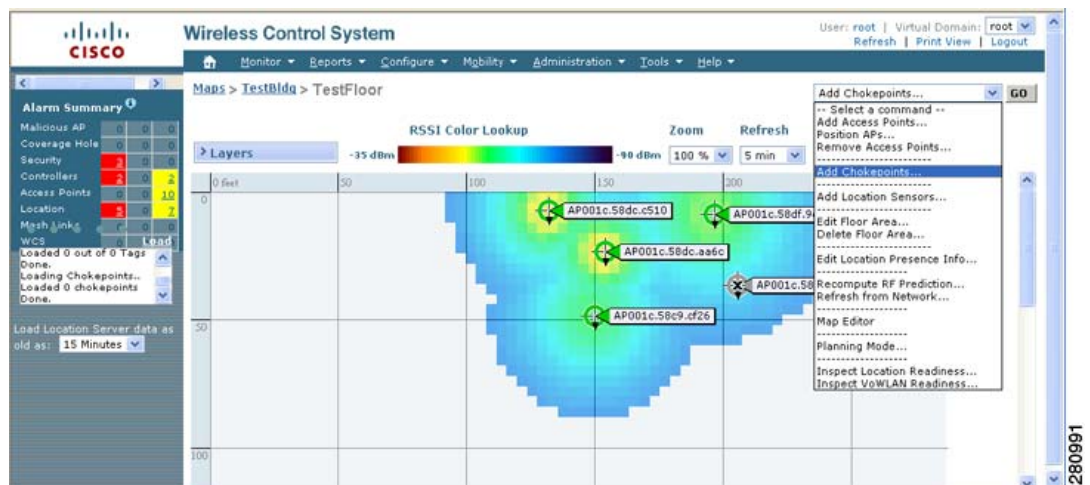 CISCO
Wireless Control System
User: root | Virtual Domain: root
Refresh | Print View | Logout
Monitor Reports Configure Mobility Administration Tools Help
Maps > TestBldg > TestFloor
Add Chokepoints... GO
Alarm Summary
Malicious AP 0 0 0
Coverage Hole 0 0 0
Security 0 0
Controllers 2 0 2
Access Points 0 0 10
Location 0 7
Mesh Links 0 0
WCS 0 Load
Loaded 0 out of 0 Tags
Done.
Loading Chokepoints..
Loaded 0 chokepoints
Done.
Load Location Server data as
old as: 15 Minutes
RSSI Color Lookup
Zoom
Refresh
Layers
-35 dBm
-90 dBm
100 %
5 min
0 feet 50 100 150 200
0
50
100
AP001c.58dc.c510
AP001c.58df.9
AP001c.58dc.aa6c
AP001c.58
AP001c.58c9.cf26
-- Select a command --
Add Access Points...
Position APs...
Remove Access Points...
-----------------------
Add Chokepoints...
-----------------------
Add Location Sensors...
-----------------------
Edit Floor Area...
Delete Floor Area...
-----------------------
Edit Location Presence Info...
------------------
Recompute RF Prediction...
Refresh from Network...
------------------
Map Editor
------------------
Planning Mode...
------------------
Inspect Location Readiness...
Inspect VoWLAN Readiness...
280991